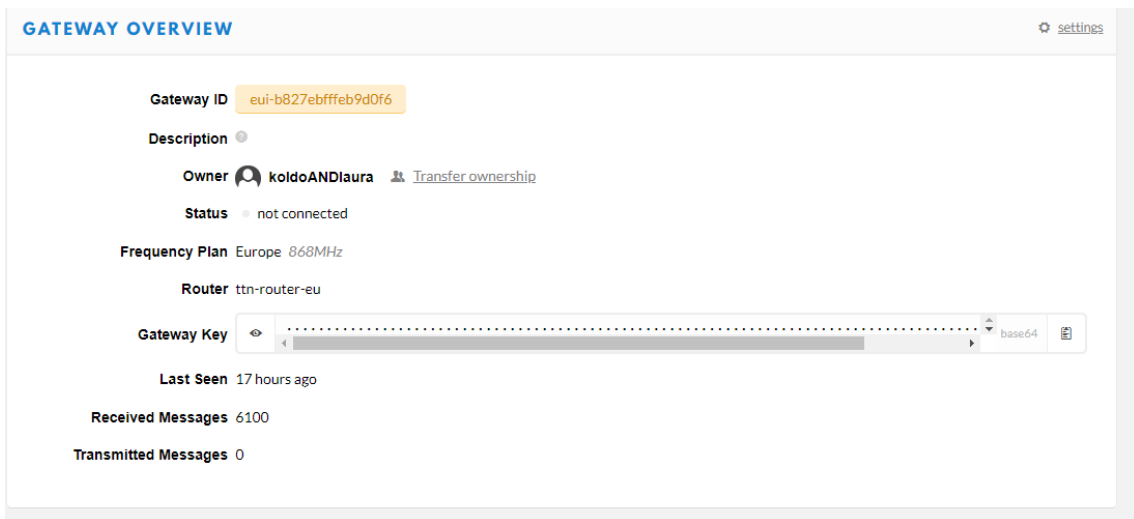 GATEWAY OVERVIEW settings
Gateway ID eui-b827ebfffeb9d0f6
Description
Owner koldoANDlaura Transfer ownership
Status not connected
Frequency Plan Europe 868MHz
Router ttn-router-eu
Gateway Key base64
Last Seen 17 hours ago
Received Messages 6100
Transmitted Messages 0